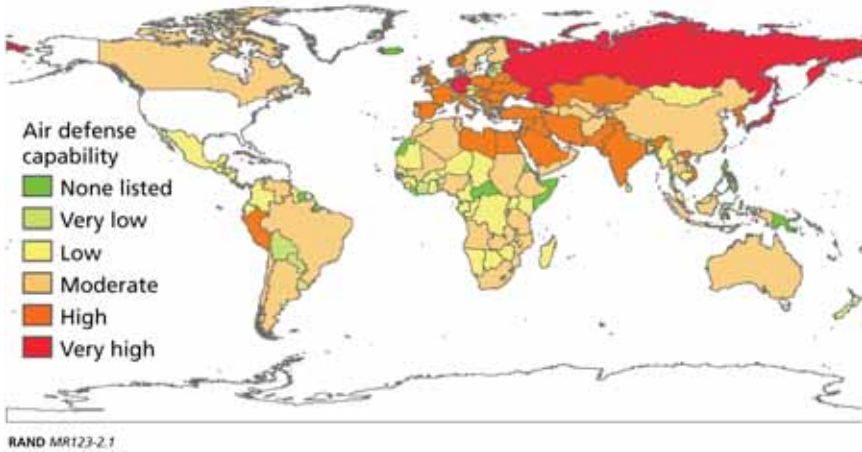 Air defense
capability
None listed
Very low
Low
Moderate
High
Very high
RAND MR123-2.1